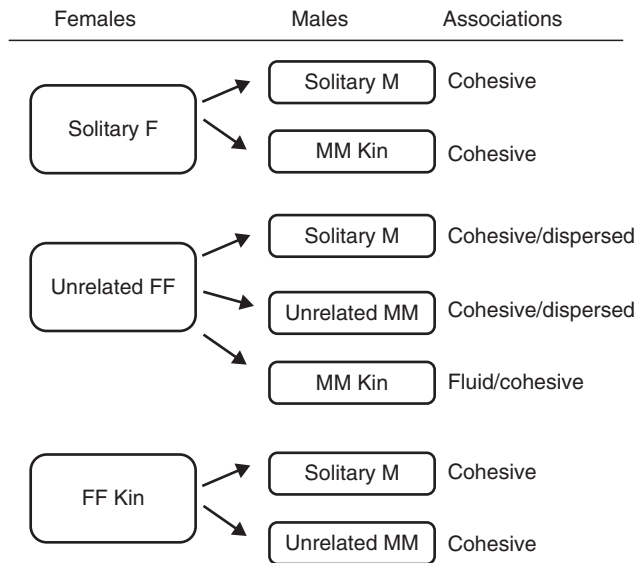 Females Males Associations
Solitary M Cohesive
Solitary F
MM Kin Cohesive
Solitary M Cohesive/dispersed
Unrelated FF
Unrelated MM Cohesive/dispersed
MM Kin Fluid/cohesive
Solitary M Cohesive
FF Kin
Unrelated MM Cohesive